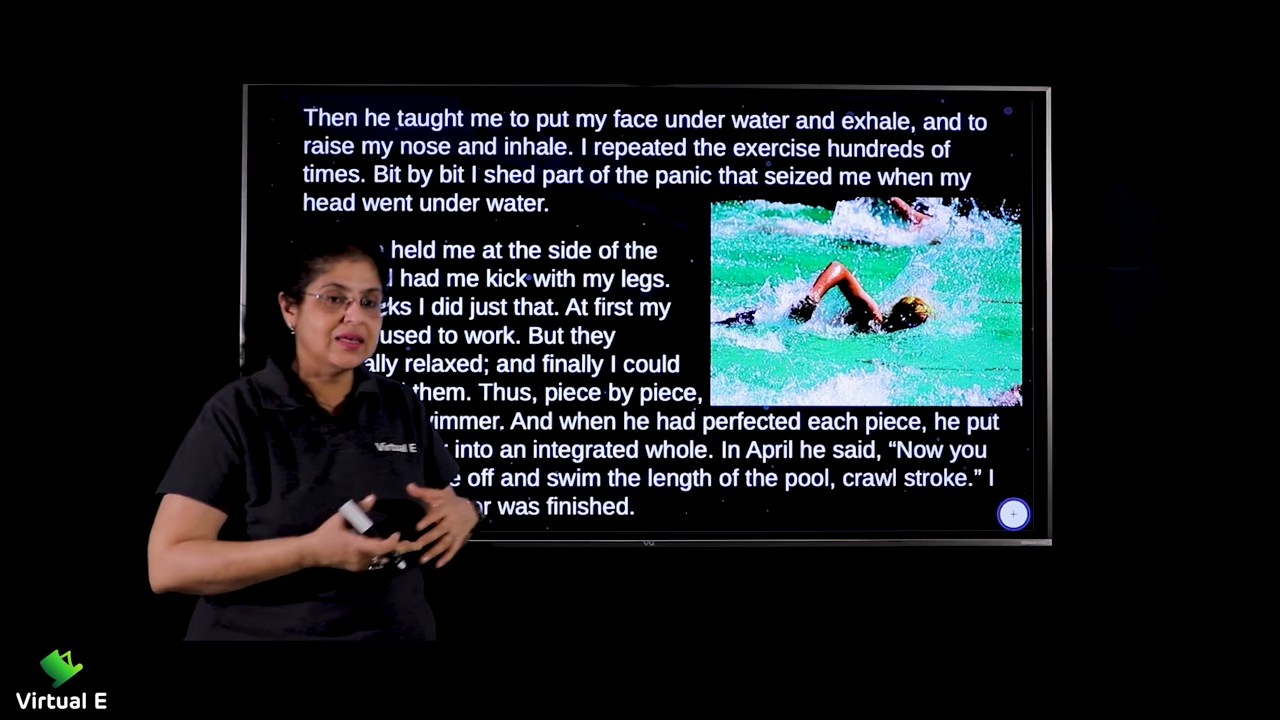 Then he taught me to put my face under water and exhale, and to
raise my nose and inhale. I repeated the exercise hundreds of
times. Bit by bit I shed part of the panic that seized me when my
head went under water.
held me at the side of the
had me kick with my legs.
I did just that. At first my
to work. But they
relaxed; and finally I could
them. Thus, piece by piece,
And when he had perfected each piece, he put
into an integrated whole. In April he said, “Now you
off and swim the length of the pool, crawl stroke.” I
was finished.
Virtual E
Virtual E